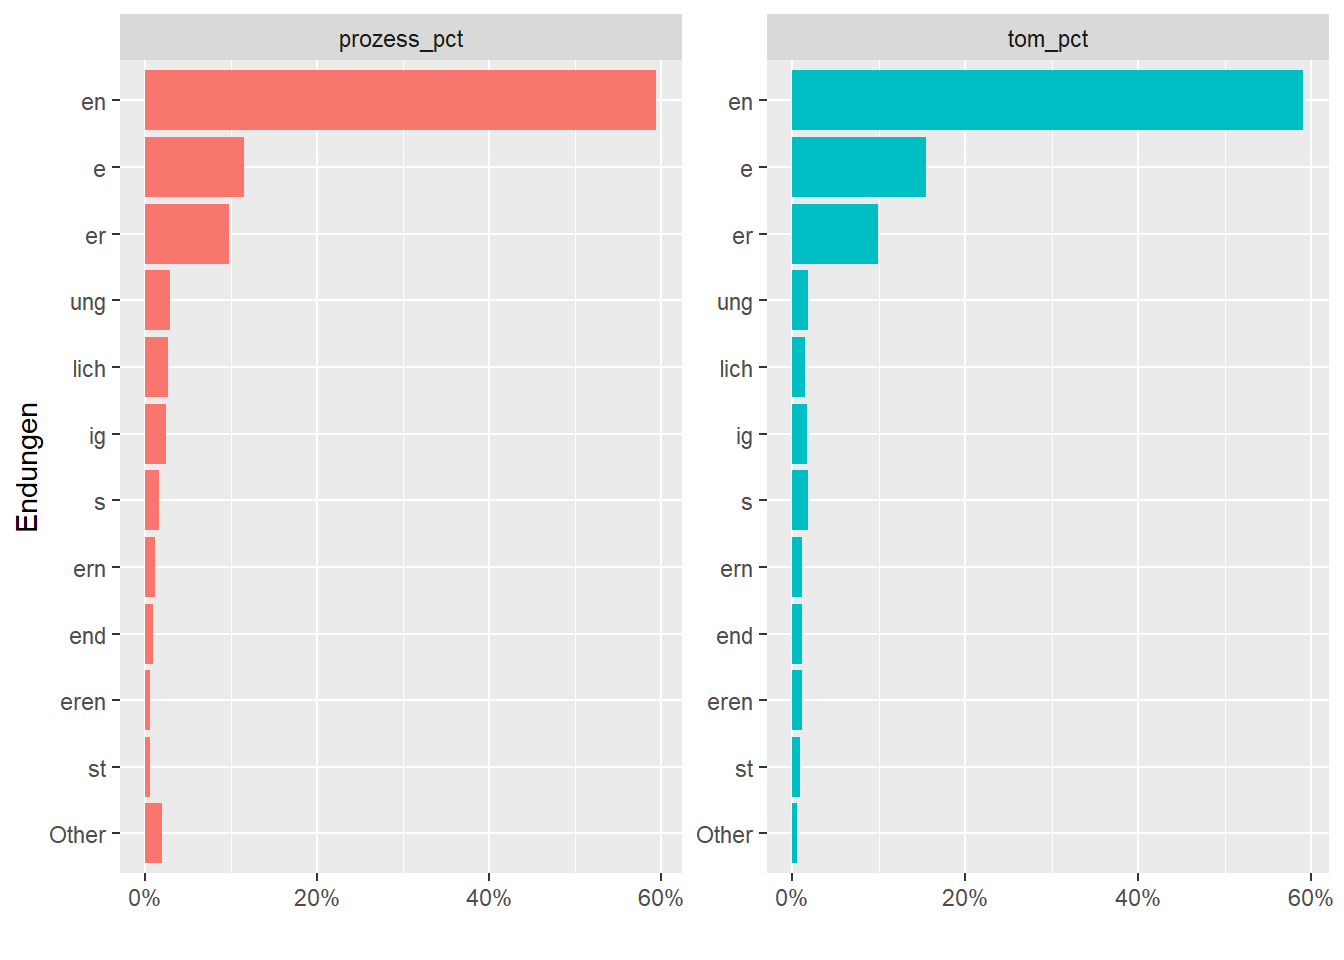 prozess_pct
tom_pct
Endungen
en
e
er
ung
lich
ig
s
ern
end
eren
st
Other
0%
20%
40%
60%
en
e
er
ung
lich
ig
s
ern
end
eren
st
Other
0%
20%
40%
60%